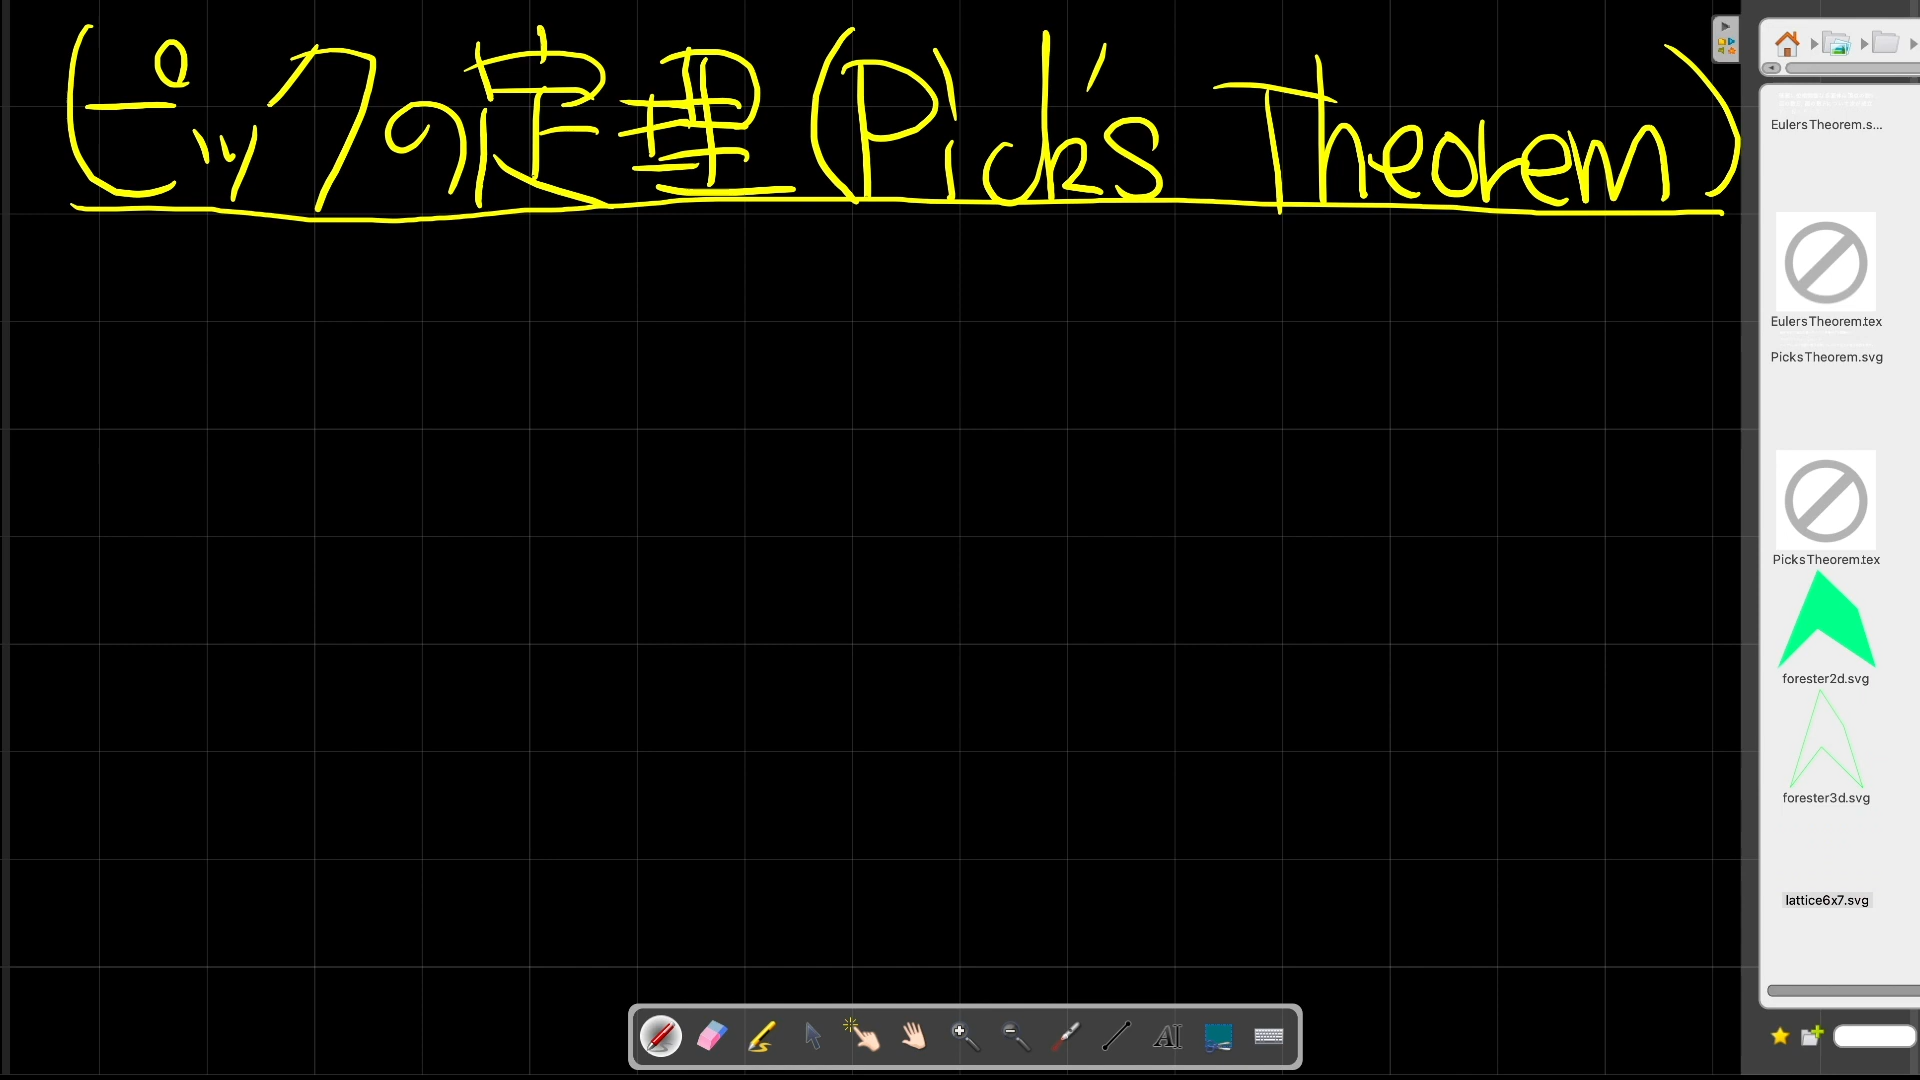 ピックの定理(Pick's Theorem)
EulersTheorem.s...
EulersTheorem.tex
PicksTheorem.svg
PicksTheorem.tex
forester2d.svg
forester3d.svg
lattice6x7.svg